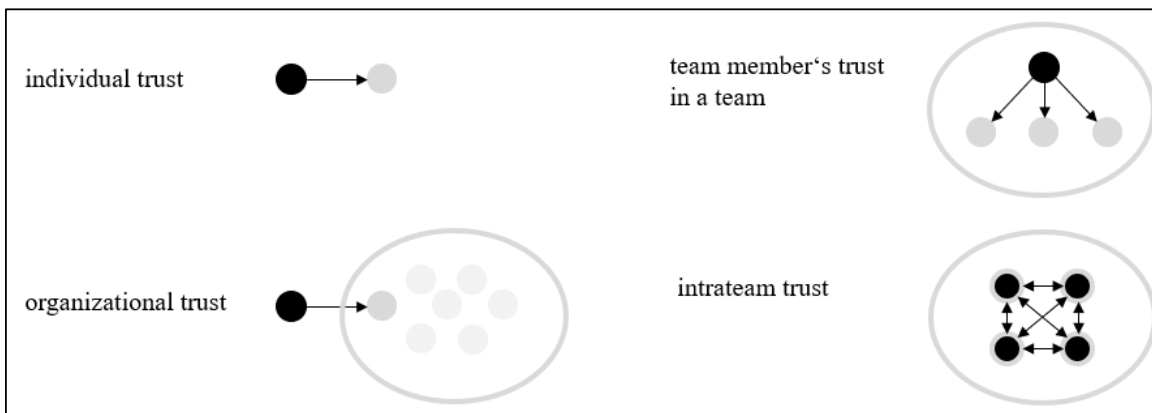 individual trust
team member‘s trust
in a team
organizational trust
intrateam trust